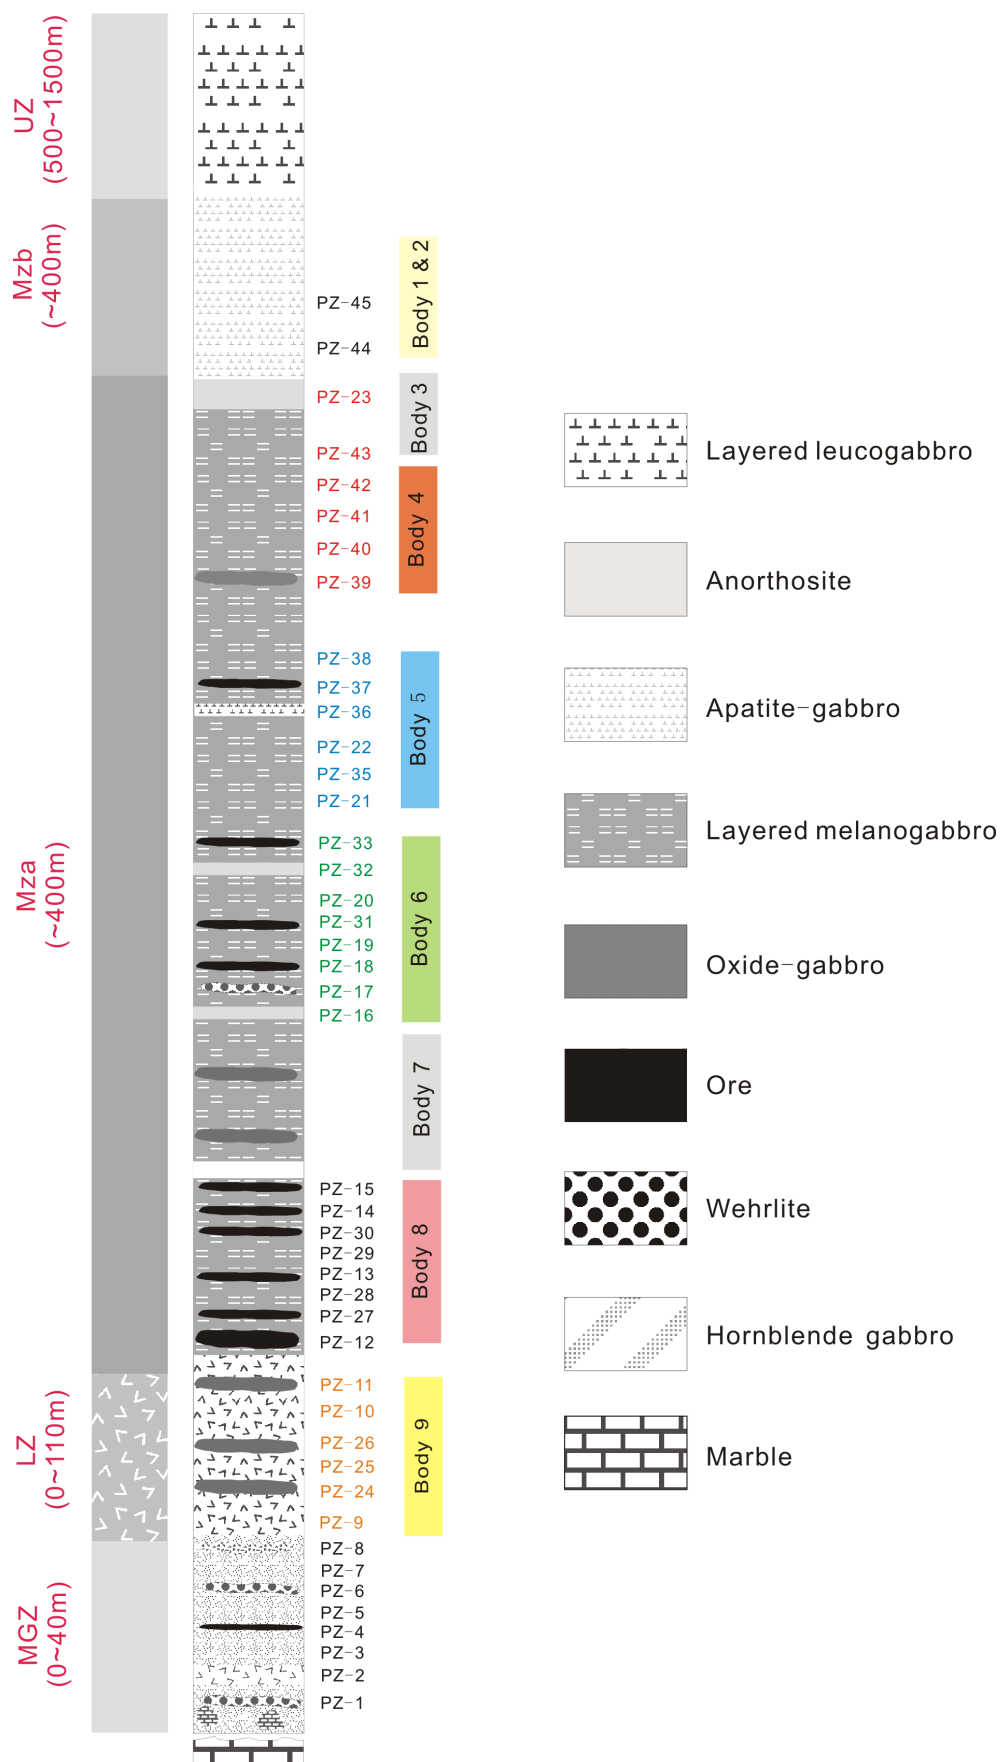 UZ
(500~1500m)
Mzb
(~400m)
Mza
(~400m)
LZ
(0~110m)
MGZ
(0~40m)
PZ-45
PZ-44
PZ-23
PZ-43
PZ-42
PZ-41
PZ-40
PZ-39
PZ-38
PZ-37
PZ-36
PZ-22
PZ-35
PZ-21
PZ-33
PZ-32
PZ-20
PZ-31
PZ-19
PZ-18
PZ-17
PZ-16
PZ-15
PZ-14
PZ-30
PZ-29
PZ-13
PZ-28
PZ-27
PZ-12
PZ-11
PZ-10
PZ-26
PZ-25
PZ-24
PZ-9
PZ-8
PZ-7
PZ-6
PZ-5
PZ-4
PZ-3
PZ-2
PZ-1
Body 1 & 2
Body 3
Body 4
Body 5
Body 6
Body 7
Body 8
Body 9
Layered leucogabbro
Anorthosite
Apatite-gabbro
Layered melanogabbro
Oxide-gabbro
Ore
Wehrlite
Hornblende gabbro
Marble